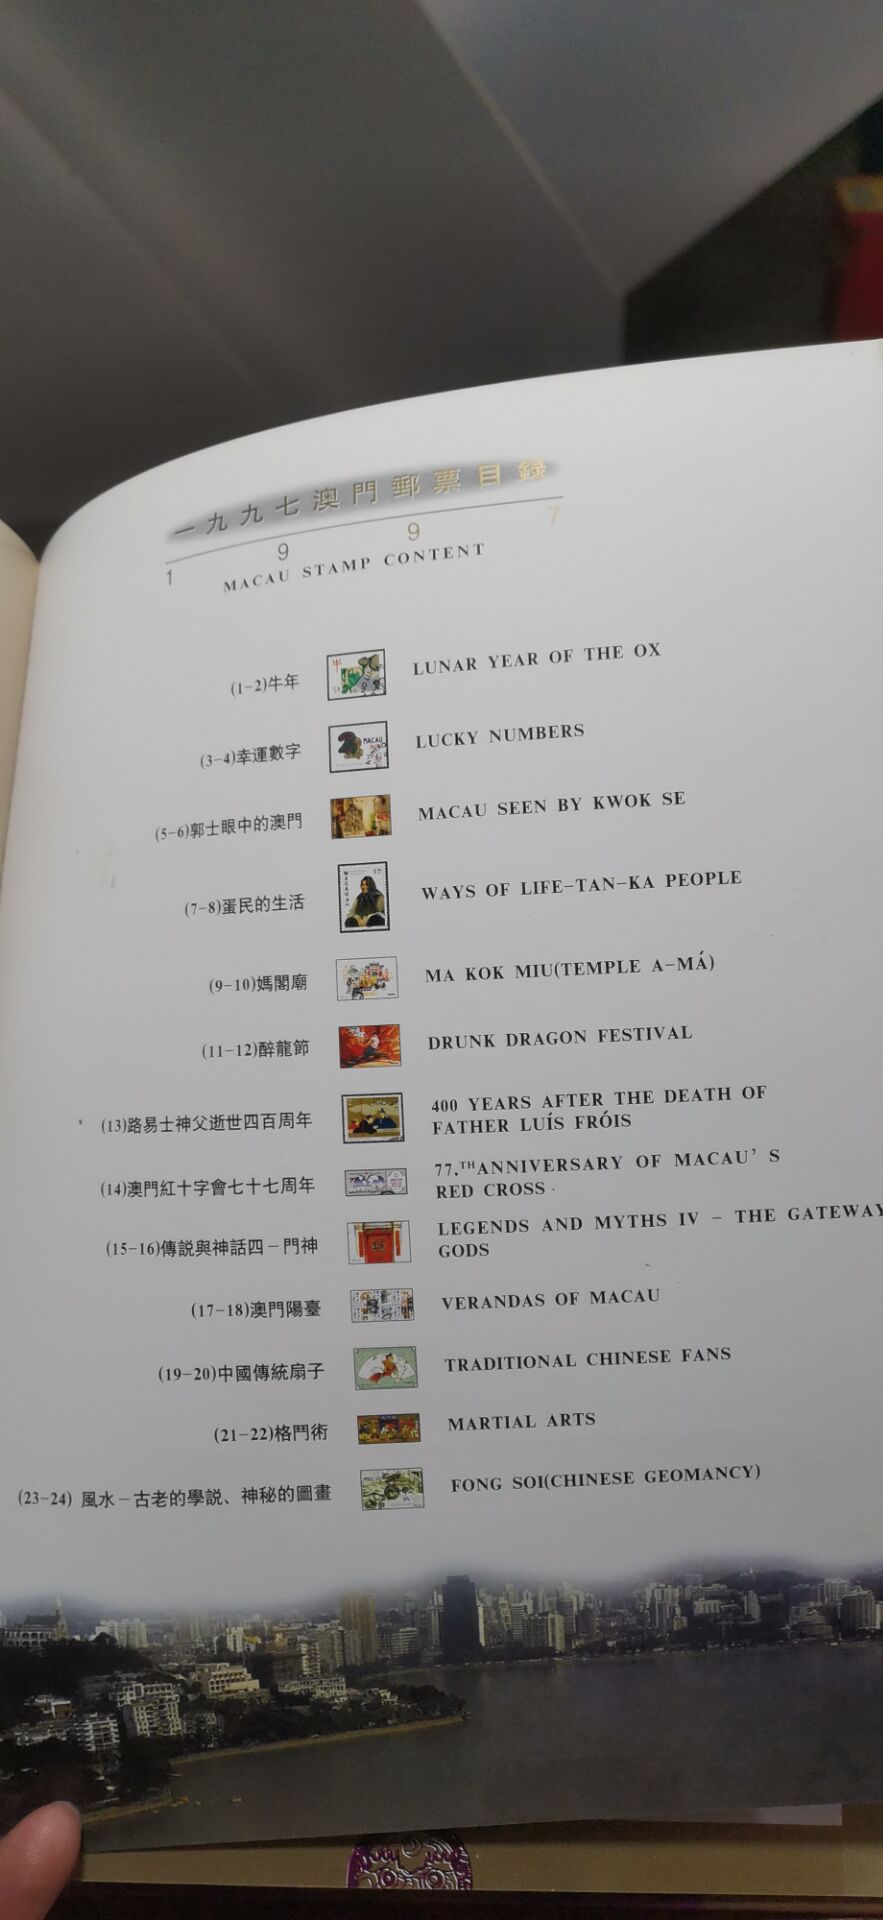 一九九七澳門郵票目録
1 9 9 7
MACAU STAMP CONTENT
(1-2)牛年 LUNAR YEAR OF THE OX
(3-4)幸運數字 LUCKY NUMBERS
(5-6)郭士眼中的澳門 MACAU SEEN BY KWOK SE
(7-8)蛋民的生活 WAYS OF LIFE-TAN-KA PEOPLE
(9-10)媽閣廟 MA KOK MIU(TEMPLE A-MÁ)
(11-12)醉龍節 DRUNK DRAGON FESTIVAL
(13)路易士神父逝世四百周年 400 YEARS AFTER THE DEATH OF
FATHER LUÍS FRÓIS
(14)澳門紅十字會七十七周年 77.TH ANNIVERSARY OF MACAU' S
RED CROSS
(15-16)傳説與神話四－門神 LEGENDS AND MYTHS IV - THE GATEWAY
GODS
(17-18)澳門陽臺 VERANDAS OF MACAU
(19-20)中國傳統扇子 TRADITIONAL CHINESE FANS
(21-22)格鬥術 MARTIAL ARTS
(23-24) 風水－古老的學説、神秘的圖畫 FONG SOI(CHINESE GEOMANCY)